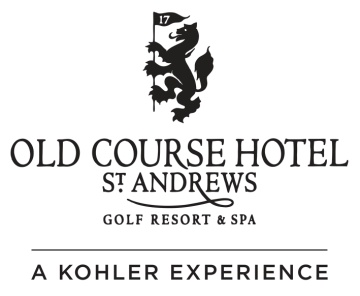 17
OLD COURSE HOTEL
ST. ANDREWS
GOLF RESORT & SPA
A KOHLER EXPERIENCE